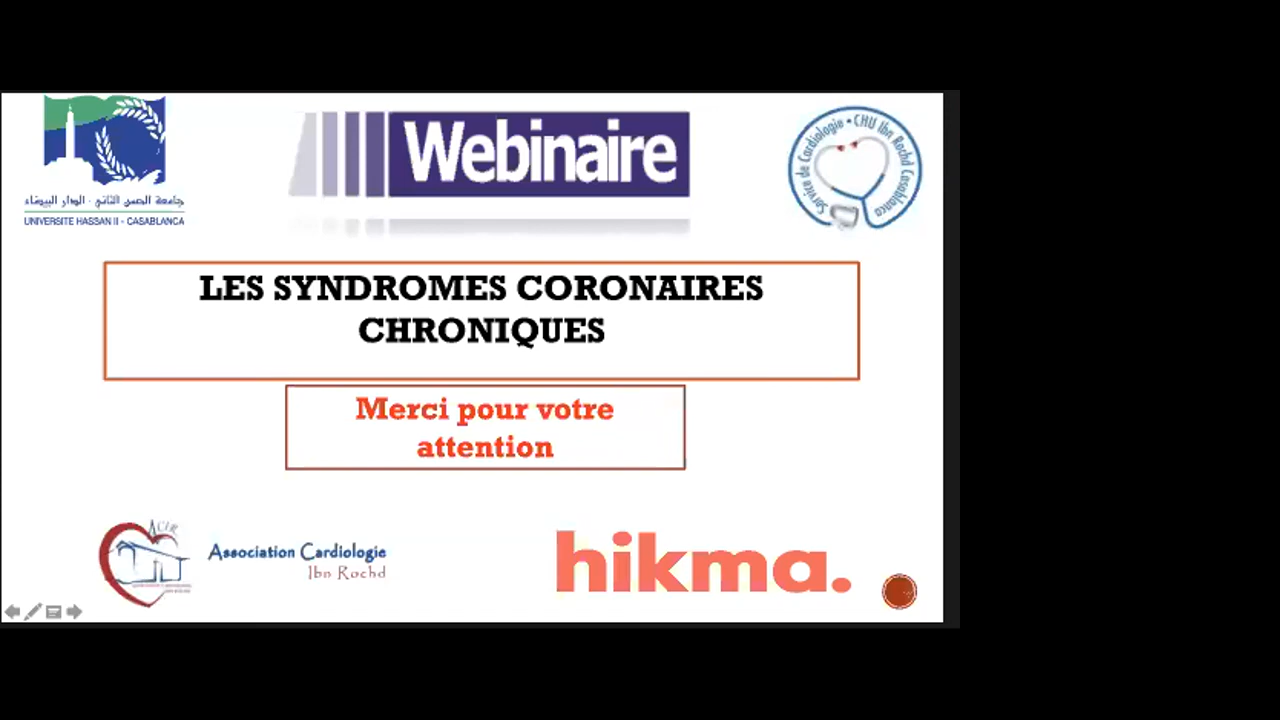 جامعة الحسن الثاني - الدار البيضاء
UNIVERSITE HASSAN II - CASABLANCA
Webinaire
Service de Cardiologie • CHU Ibn Rochd Casablanca
LES SYNDROMES CORONAIRES
CHRONIQUES
Merci pour votre
attention
ACIR
Association Cardiologie
Ibn Rochd
hikma.